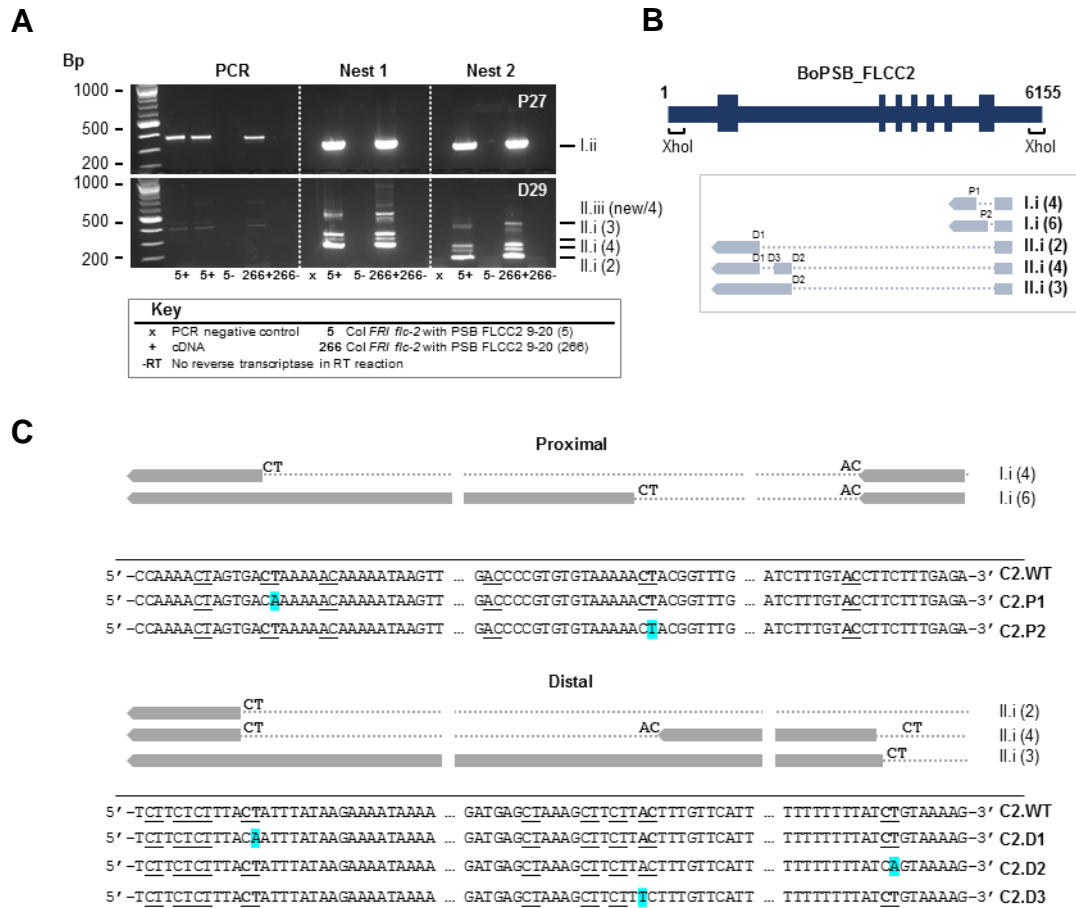 A
Bp
PCR
Nest 1
Nest 2
1000
500
200
P27
I.ii
1000
500
200
D29
II.iii (new/4)
II.i (3)
II.i (4)
II.i (2)
5+ 5+ 5- 266+266-
x 5+ 5- 266+266-
x 5+ 5- 266+266-
Key
x PCR negative control 5 Col FRI flc-2 with PSB FLCC2 9-20 (5)
+ cDNA 266 Col FRI flc-2 with PSB FLCC2 9-20 (266)
-RT No reverse transcriptase in RT reaction
B
BoPSB_FLCC2
1 6155
XhoI XhoI
P1 I.i (4)
P2 I.i (6)
D1 II.i (2)
D1 D3 D2 II.i (4)
D2 II.i (3)
C
Proximal
CT AC I.i (4)
CT AC I.i (6)
5’-CCAAAACTAGTGACTAAAAACAAAAATAAGTT … GACCCCGTGTGTAAAAACTACGGTTTG … ATCTTTGTACCTTCTTTGAGA-3’ C2.WT
5’-CCAAAACTAGTGACAAAAAACAAAAATAAGTT … GACCCCGTGTGTAAAAACTACGGTTTG … ATCTTTGTACCTTCTTTGAGA-3’ C2.P1
5’-CCAAAACTAGTGACTAAAAACAAAAATAAGTT … GACCCCGTGTGTAAAAACTACGGTTTG … ATCTTTGTACCTTCTTTGAGA-3’ C2.P2
Distal
CT II.i (2)
CT AC CT II.i (4)
CT II.i (3)
5’-TCTTCTCTTTACTATTTATAAGAAAATAAAA … GATGAGCTAAAGCTTCTTACTTTGTTCATT … TTTTTTTTTATCTGTAAAAG-3’ C2.WT
5’-TCTTCTCTTTACAATTTATAAGAAAATAAAA … GATGAGCTAAAGCTTCTTACTTTGTTCATT … TTTTTTTTTATCTGTAAAAG-3’ C2.D1
5’-TCTTCTCTTTACTATTTATAAGAAAATAAAA … GATGAGCTAAAGCTTCTTACTTTGTTCATT … TTTTTTTTTATCAGTAAAAG-3’ C2.D2
5’-TCTTCTCTTTACTATTTATAAGAAAATAAAA … GATGAGCTAAAGCTTCTTTCTTTGTTCATT … TTTTTTTTTATCTGTAAAAG-3’ C2.D3